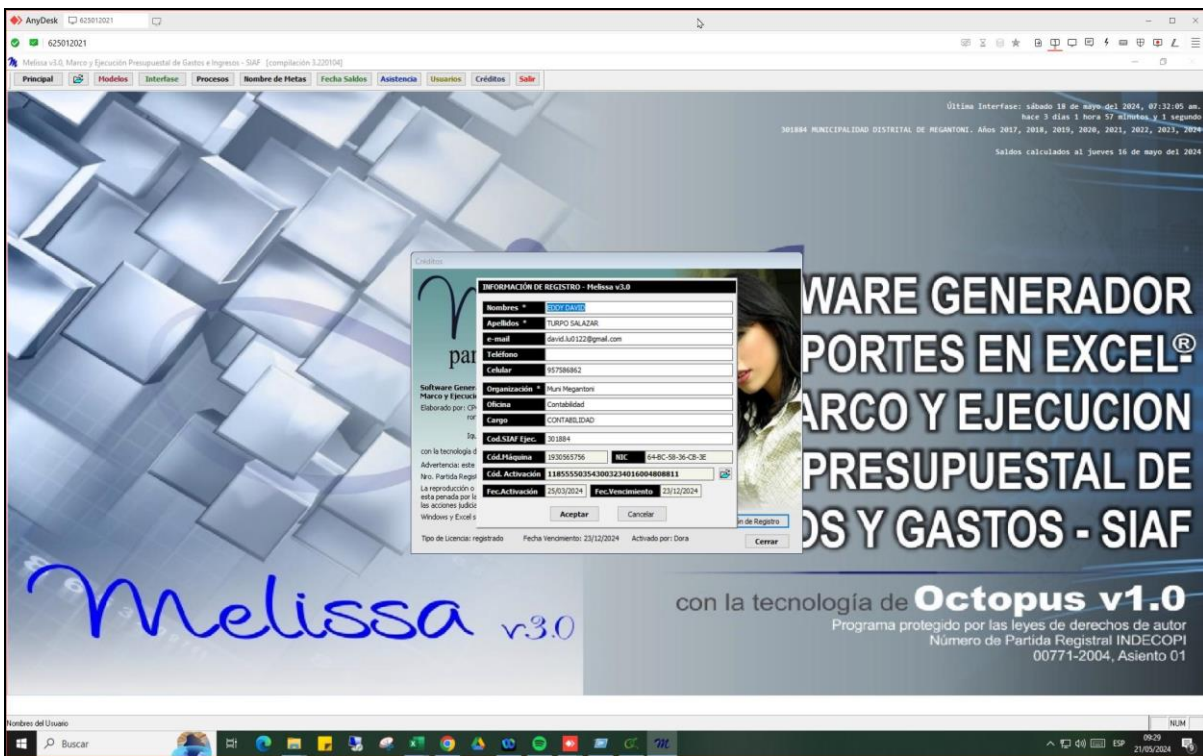 AnyDesk 625012021
625012021
Melissa v3.0, Marco y Ejecución Presupuestal de Gastos e Ingresos - SIAF [compilación 3.220104]
Principal Modelos Interfase Procesos Nombre de Metas Fecha Saldos Asistencia Usuarios Créditos Salir
Última Interfase: sábado 18 de mayo del 2024, 07:32:05 am.
hace 3 días 1 hora 57 minutos y 1 segundo
301884 MUNICIPALIDAD DISTRITAL DE MEGANTONI. Años 2017, 2018, 2019, 2020, 2021, 2022, 2023, 2024
Saldos calculados al jueves 16 de mayo del 2024
Créditos
INFORMACIÓN DE REGISTRO - Melissa v3.0
Nombres * EDDY DAVID
Apellidos * TURPO SALAZAR
e-mail david.lu0122@gmail.com
Teléfono
Celular 957586862
Organización * Muni Megantoni
Oficina Contabilidad
Cargo CONTABILIDAD
Cod.SIAF Ejec. 301884
Cód.Máquina 1930565756 NIC 64-BC-58-36-CB-3E
Cód. Activación 118555503543003234016004808811
Fec.Activación 25/03/2024 Fec.Vencimiento 23/12/2024
Aceptar Cancelar
par
Software Gener
Marco y Ejecuci
Elaborado por: CP
con la tecnología d
Advertencia: este
Nro. Partida Regis
La reproducción o
esta penada por la
las acciones judicia
Windows y Excel s
ón de Registro
Tipo de Licencia: registrado Fecha Vencimiento: 23/12/2024 Activado por: Dora Cerrar
WARE GENERADOR
PORTES EN EXCEL®
ARCO Y EJECUCION
PRESUPUESTAL DE
OS Y GASTOS - SIAF
Melissa v3.0
con la tecnología de Octopus v1.0
Programa protegido por las leyes de derechos de autor
Número de Partida Registral INDECOPI
00771-2004, Asiento 01
Nombres del Usuario NUM
Buscar ESP 09:29
21/05/2024